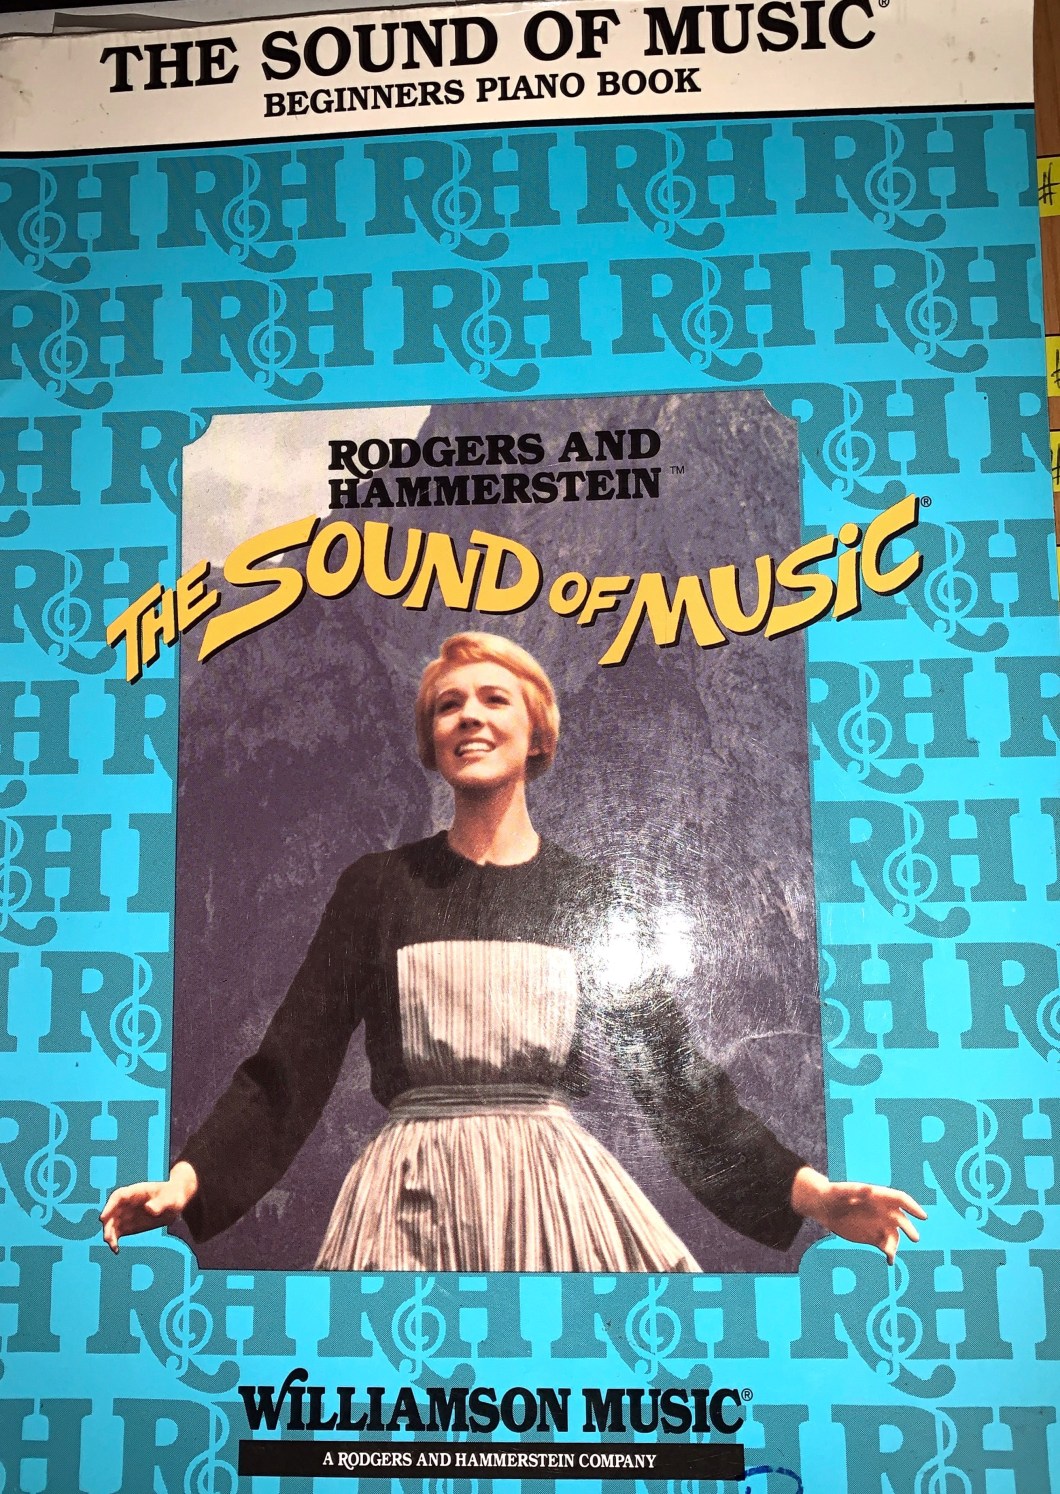 THE SOUND OF MUSIC®
BEGINNERS PIANO BOOK
RODGERS AND
HAMMERSTEIN™
THE SOUND OF MUSIC®
WILLIAMSON MUSIC®
A RODGERS AND HAMMERSTEIN COMPANY